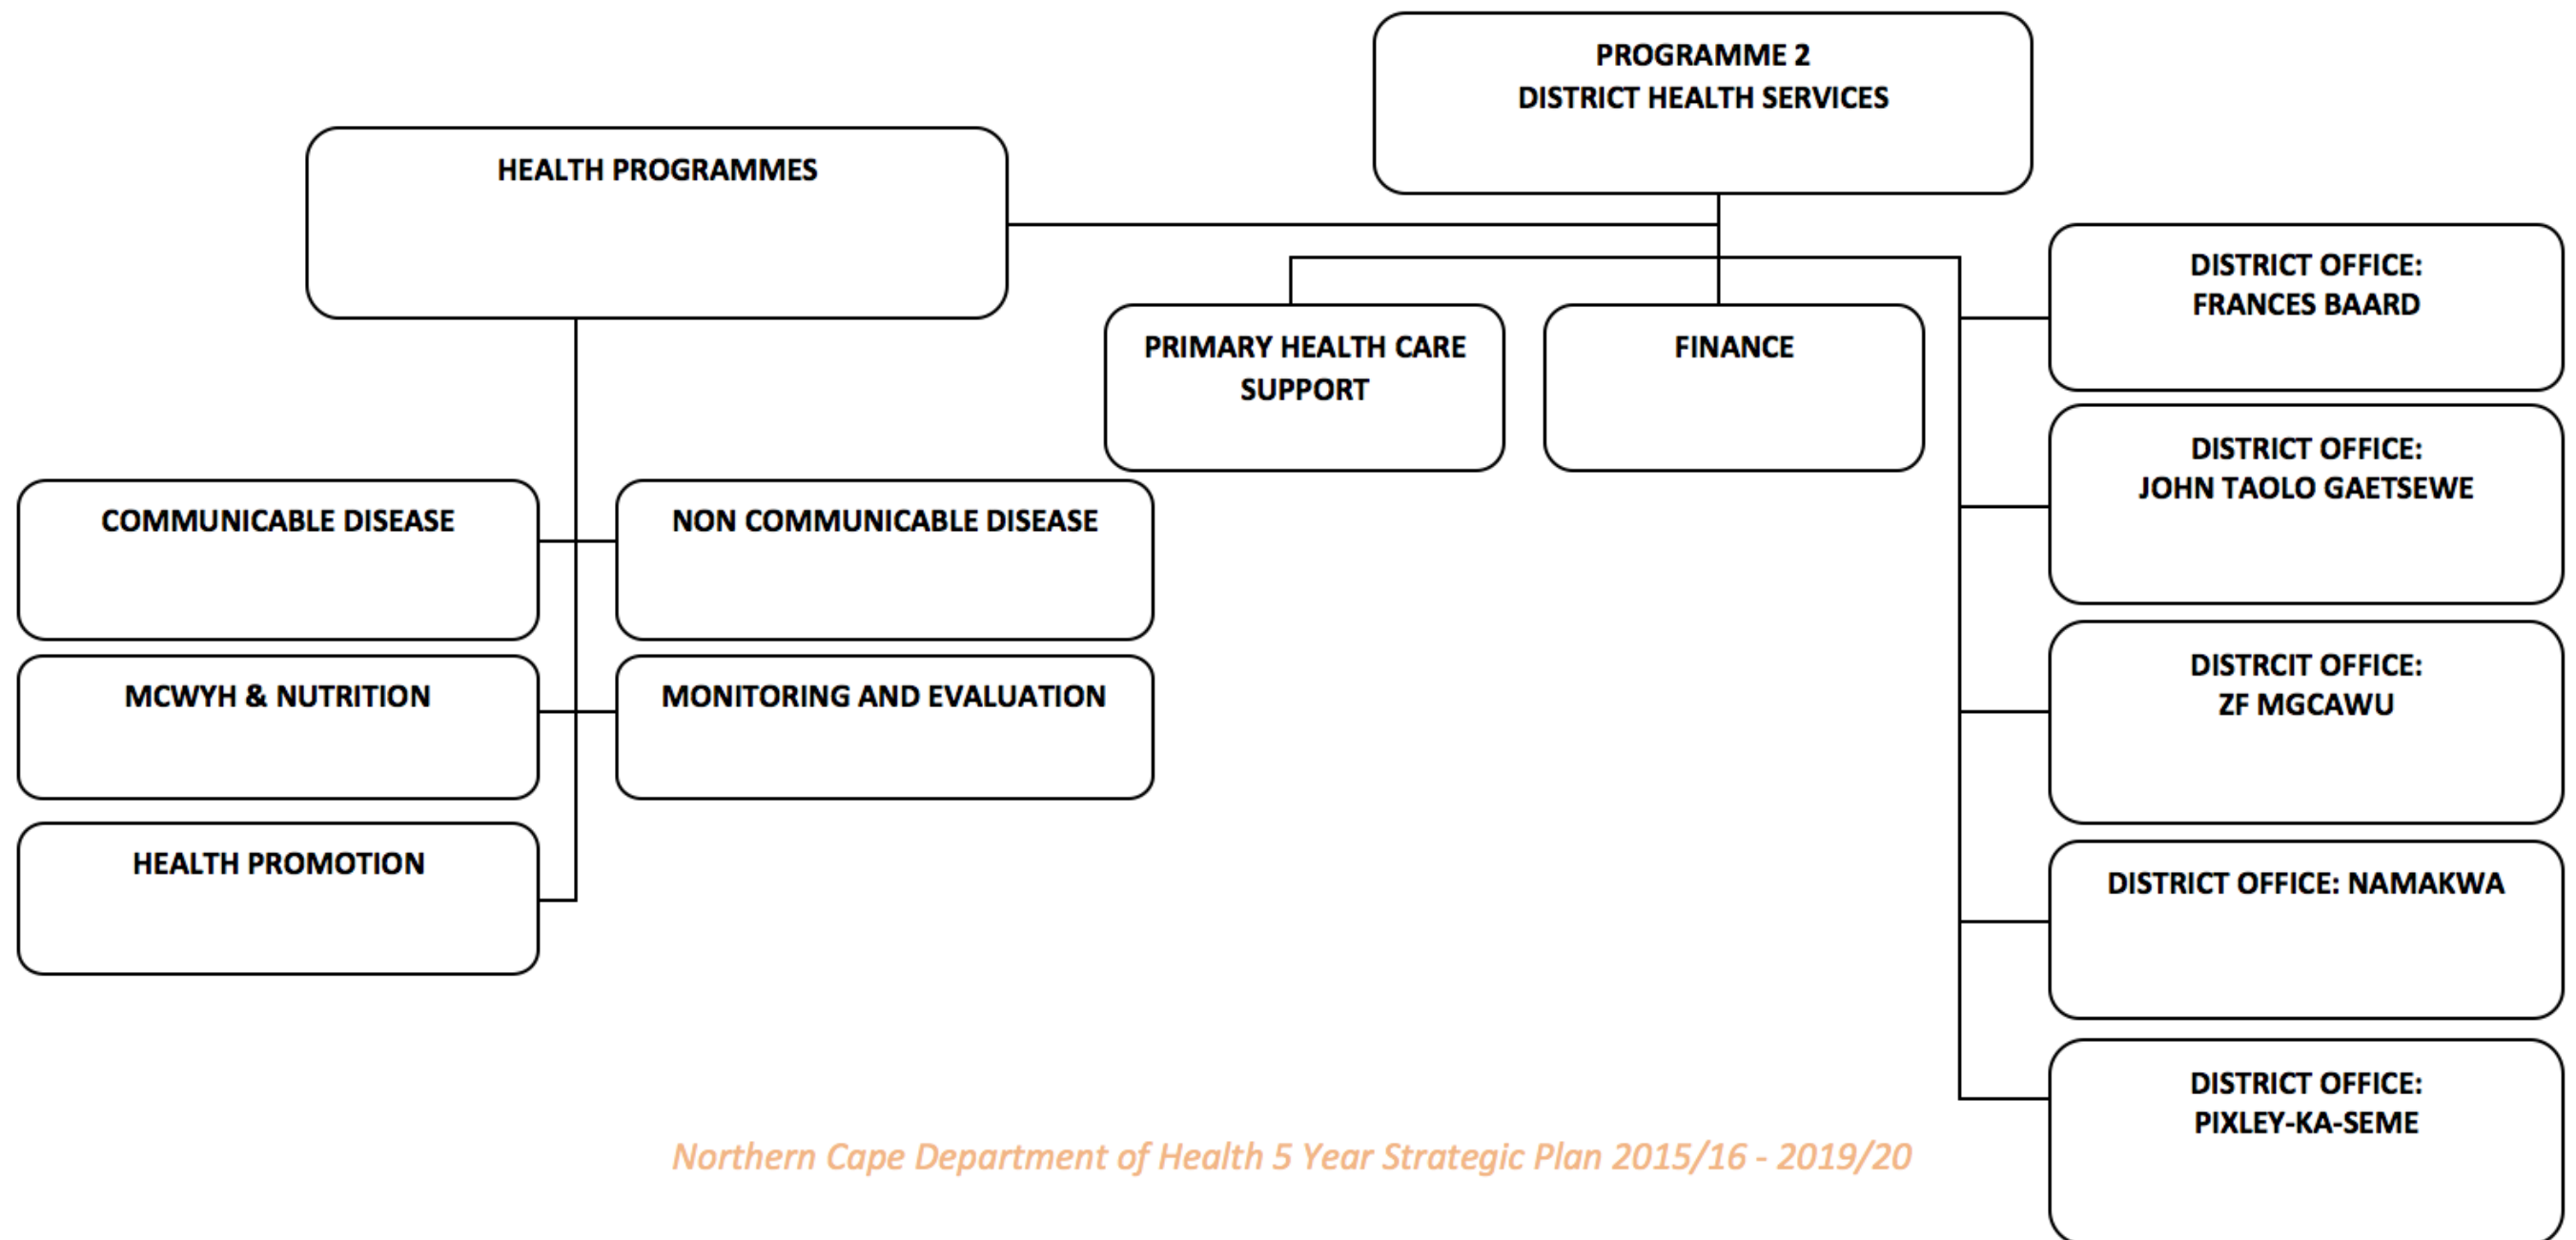 PROGRAMME 2
DISTRICT HEALTH SERVICES
HEALTH PROGRAMMES
PRIMARY HEALTH CARE
SUPPORT
FINANCE
DISTRICT OFFICE:
FRANCES BAARD
DISTRICT OFFICE:
JOHN TAOLO GAETSEWE
DISTRCIT OFFICE:
ZF MGCAWU
DISTRICT OFFICE: NAMAKWA
DISTRICT OFFICE:
PIXLEY-KA-SEME
COMMUNICABLE DISEASE
NON COMMUNICABLE DISEASE
MCWYH & NUTRITION
MONITORING AND EVALUATION
HEALTH PROMOTION
Northern Cape Department of Health 5 Year Strategic Plan 2015/16 - 2019/20